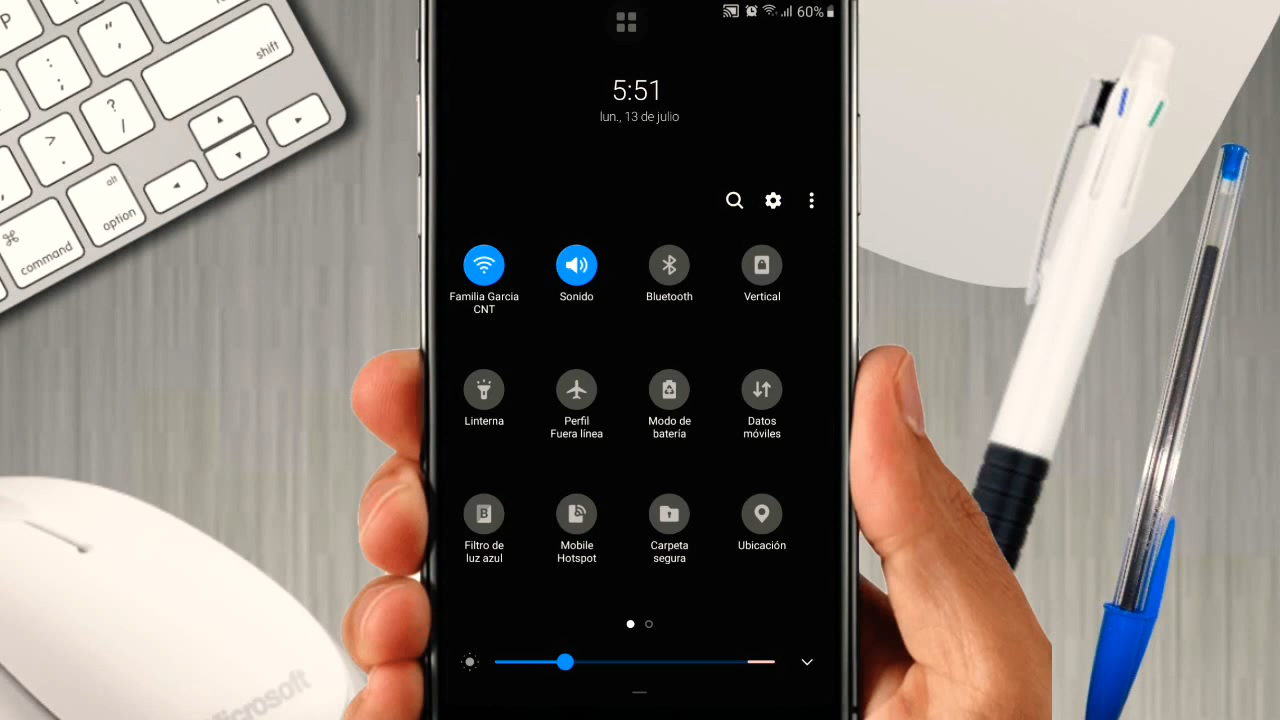 60%
5:51
lun., 13 de julio
Familia Garcia
CNT
Sonido
Bluetooth
Vertical
Linterna
Perfil
Fuera línea
Modo de
batería
Datos
móviles
Filtro de
luz azul
Mobile
Hotspot
Carpeta
segura
Ubicación
P
shift
? /
alt
option
⌘
command
Microsoft